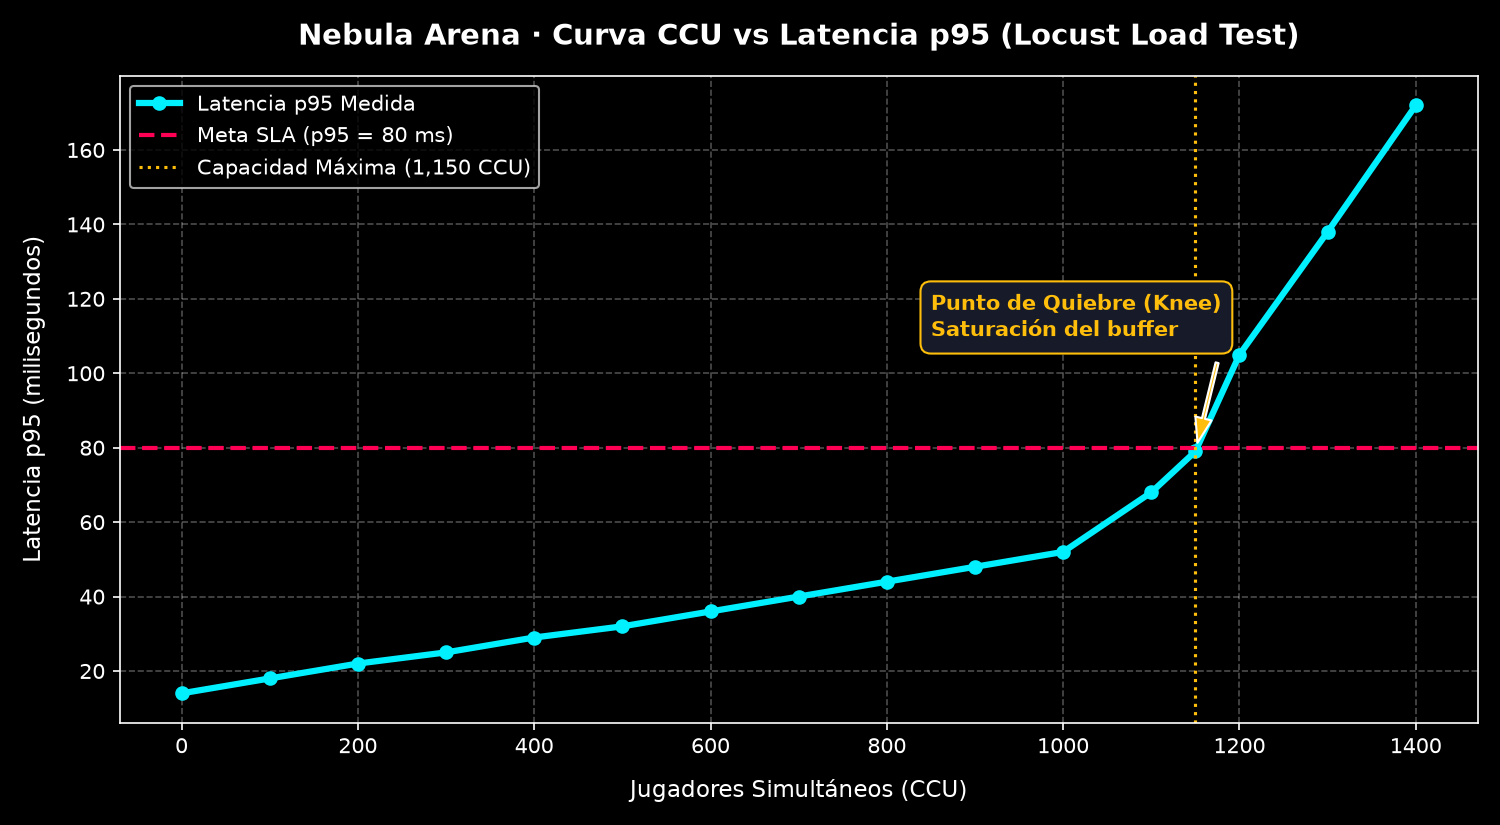 Nebula Arena · Curva CCU vs Latencia p95 (Locust Load Test)
Latencia p95 Medida
Meta SLA (p95 = 80 ms)
Capacidad Máxima (1,150 CCU)
Punto de Quiebre (Knee)
Saturación del buffer
Latencia p95 (milisegundos)
160
140
120
100
80
60
40
20
0
200
400
600
800
1000
1200
1400
Jugadores Simultáneos (CCU)